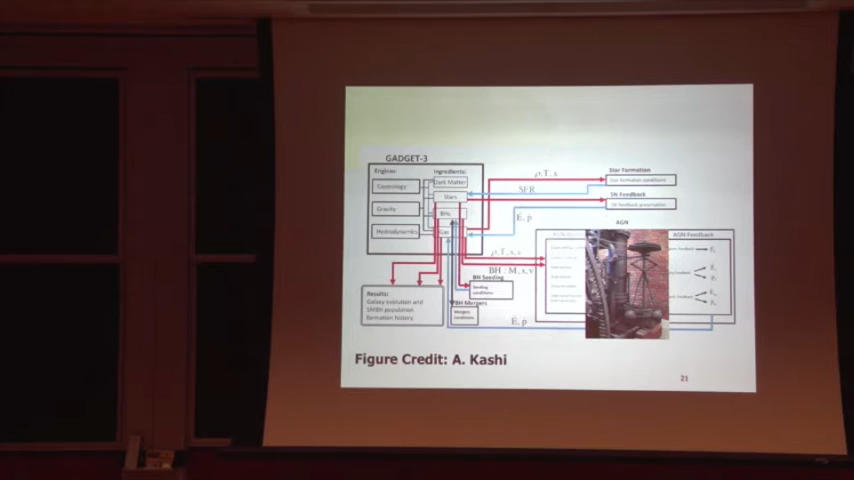 GADGET-3
Engines:
Ingredients:
Cosmology
Dark Matter
Stars
Gravity
BHs
Hydrodynamics
Gas
ρ, T, x
SFR
Ė, ṗ
Star Formation
Star formation conditions
SN Feedback
SN feedback prescription
AGN
AGN Feedback
ρ, T, x, v
BH : M, x, v
BH Seeding
Seeding
conditions
BH Mergers
Mergers
conditions
Ė, p
Results:
Galaxy evolution and
SMBH population
formation history.
Figure Credit: A. Kashi
21